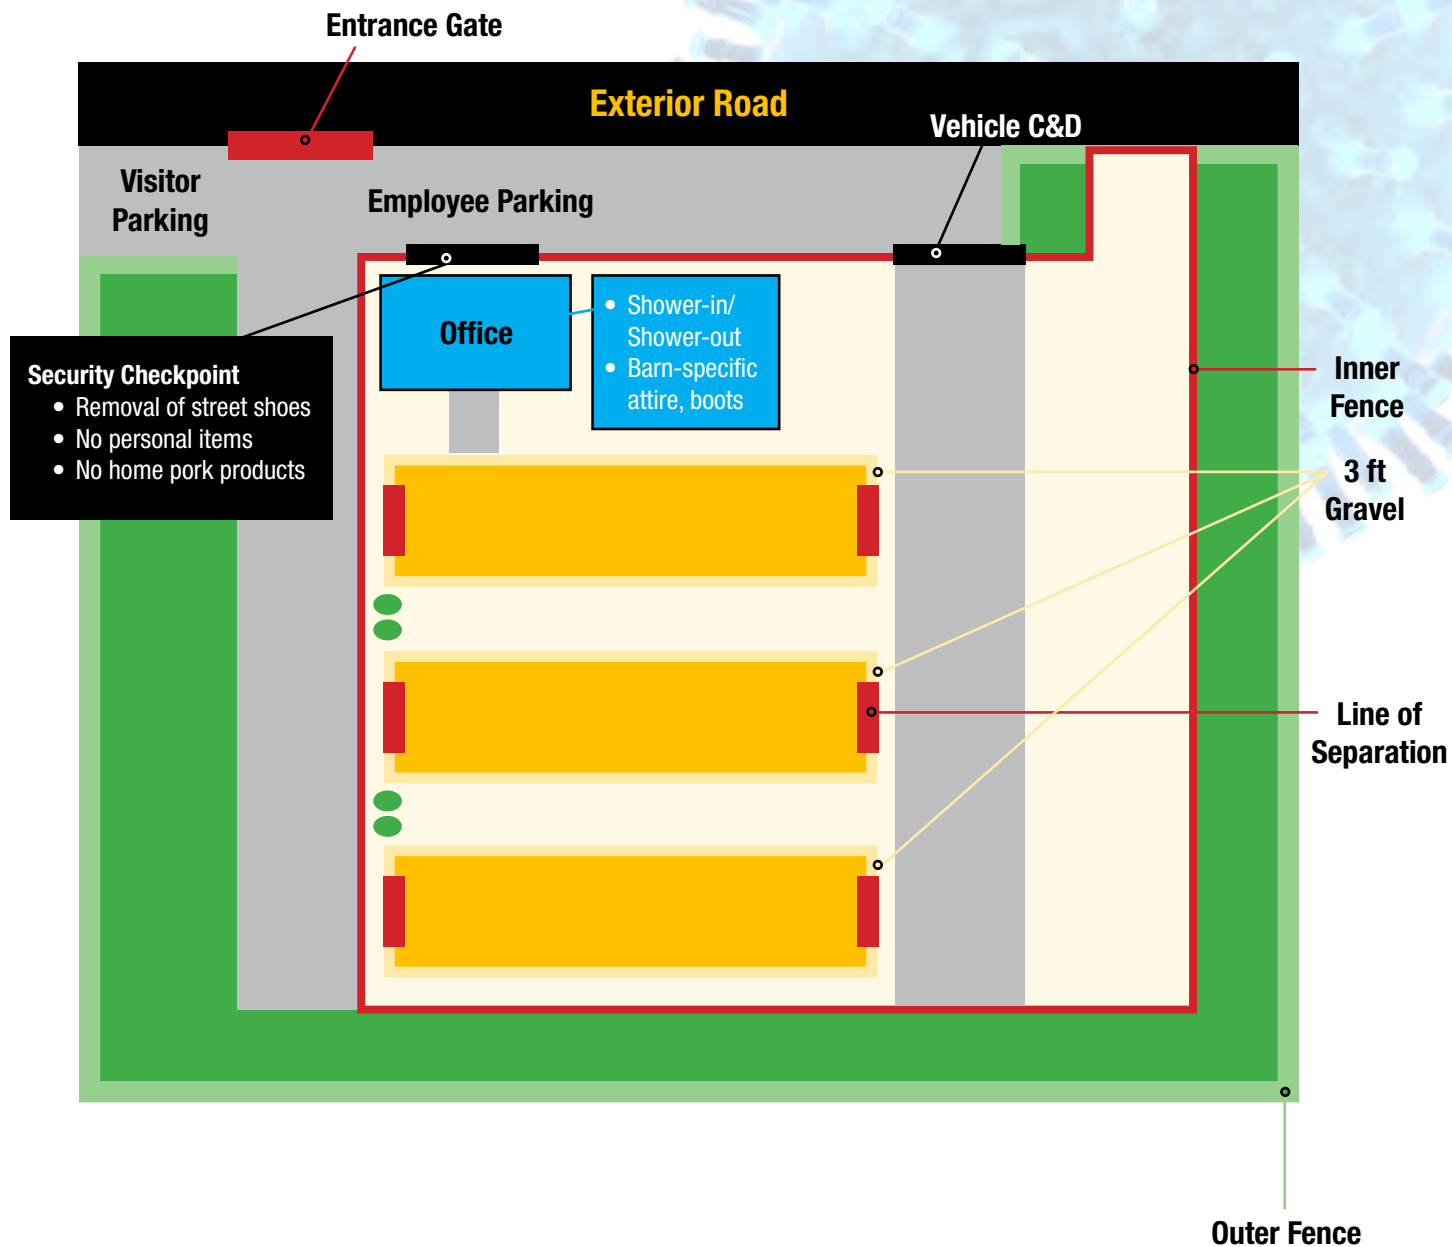 Entrance Gate
Exterior Road
Vehicle C&D
Visitor
Parking
Employee Parking
Office
• Shower-in/
Shower-out
• Barn-specific
attire, boots
Security Checkpoint
• Removal of street shoes
• No personal items
• No home pork products
Inner
Fence
3 ft
Gravel
Line of
Separation
Outer Fence